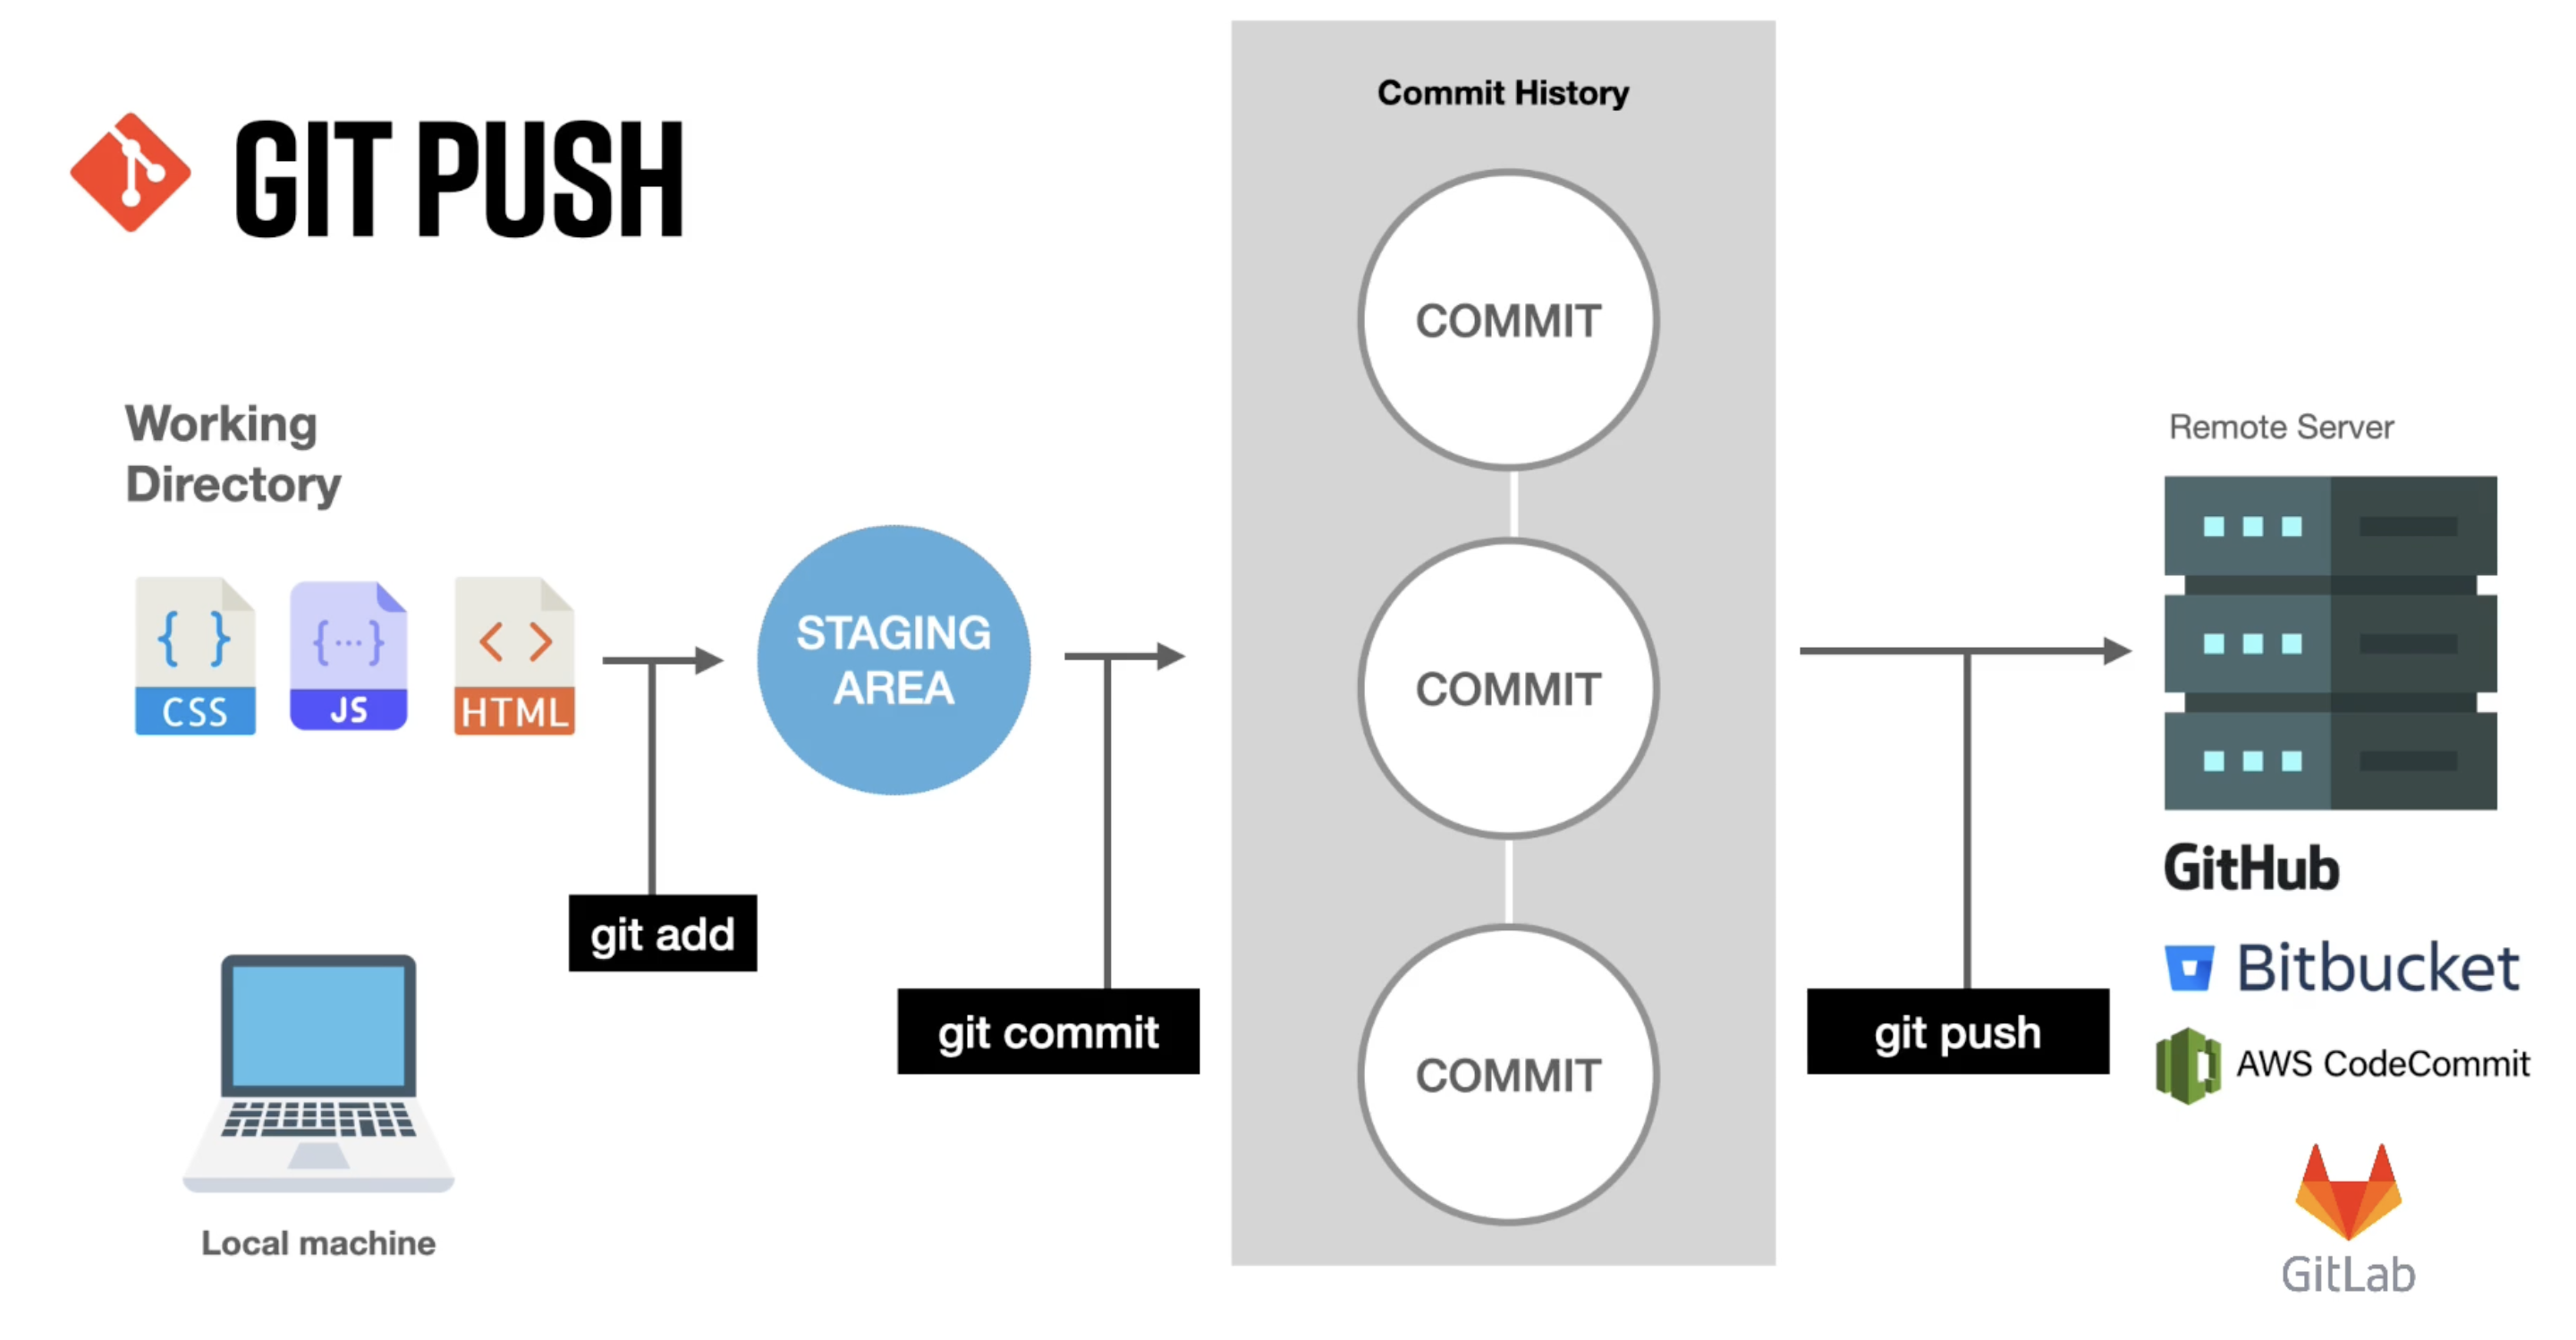 GIT PUSH
Working
Directory
CSS
JS
HTML
git add
Local machine
STAGING
AREA
git commit
Commit History
COMMIT
COMMIT
COMMIT
git push
Remote Server
GitHub
Bitbucket
AWS CodeCommit
GitLab